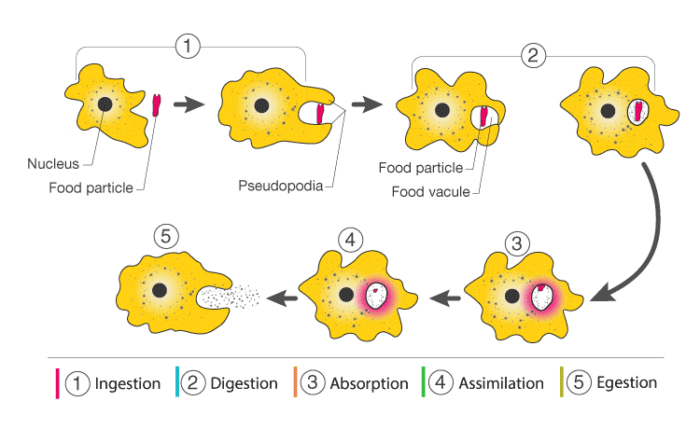 1
2
Nucleus
Food particle
Pseudopodia
Food particle
Food vacule
5
4
3
1 Ingestion 2 Digestion 3 Absorption 4 Assimilation 5 Egestion